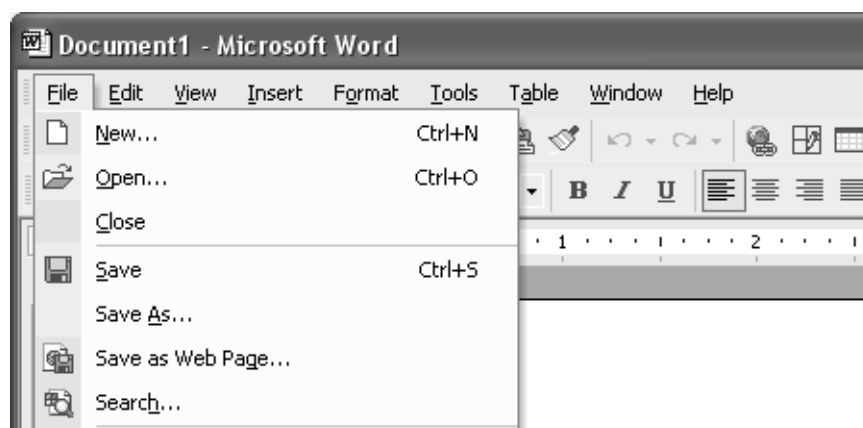 Document1 - Microsoft Word
File Edit View Insert Format Tools Table Window Help
New... Ctrl+N
Open... Ctrl+O
B I U
Close
1 2
Save Ctrl+S
Save As...
Save as Web Page...
Search...